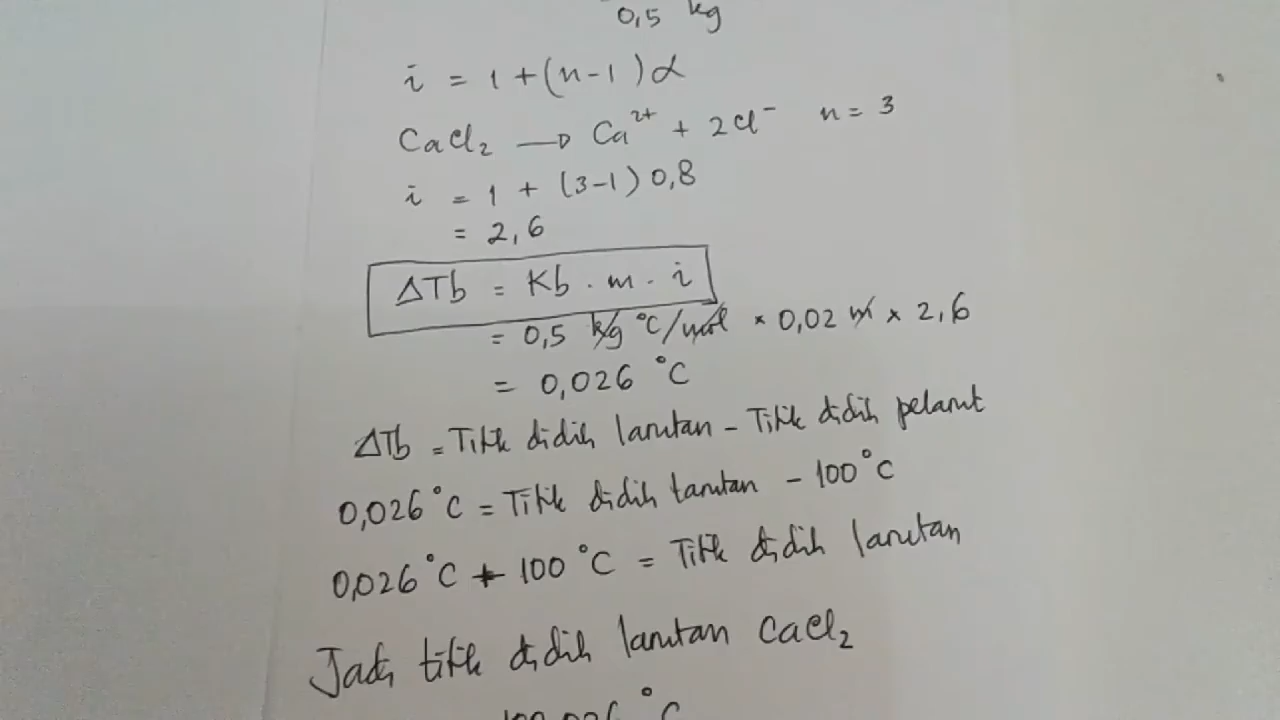 0,5 kg
i = 1 + (n-1)α
CaCl₂ → Ca²⁺ + 2Cl⁻ n = 3
i = 1 + (3-1) 0,8
= 2,6
ΔTb = Kb . m . i
= 0,5 kg °C/mol × 0,02 m × 2,6
= 0,026 °C
ΔTb = Titik didih larutan - Titik didih pelarut
0,026 °C = Titik didih larutan - 100 °C
0,026 °C + 100 °C = Titik didih larutan
Jadi titik didih larutan CaCl₂
100,026 °C